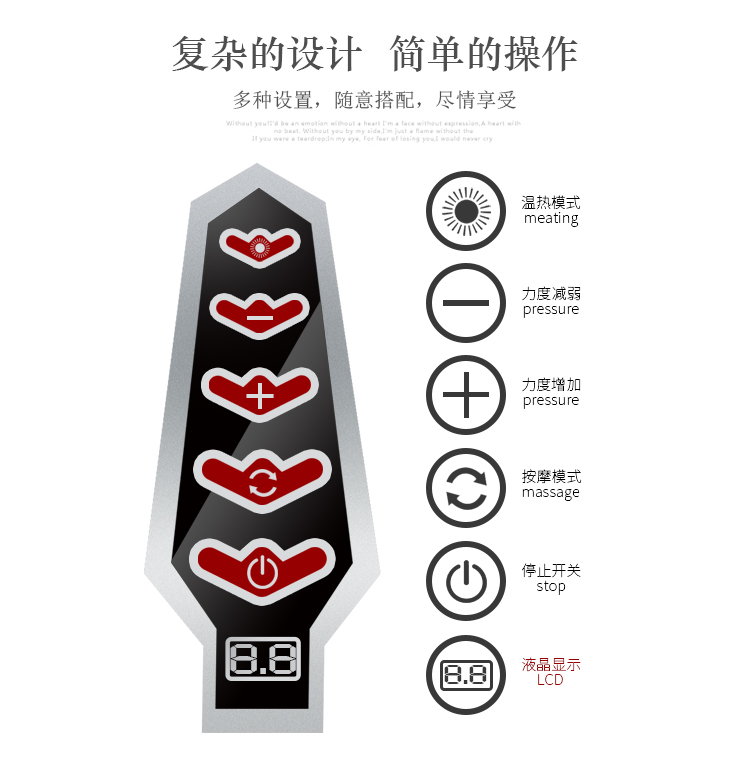 复杂的设计 简单的操作
多种设置，随意搭配，尽情享受
Without you?I'd be an emotion without a heart I'm a face without expression,A heart with
no beat. Without you by my side,I'm just a flame without the
If you were a teardrop;In my eye, For fear of losing you,I would never cry
温热模式
meating
力度减弱
pressure
力度增加
pressure
按摩模式
massage
停止开关
stop
8.8
8.8
液晶显示
LCD